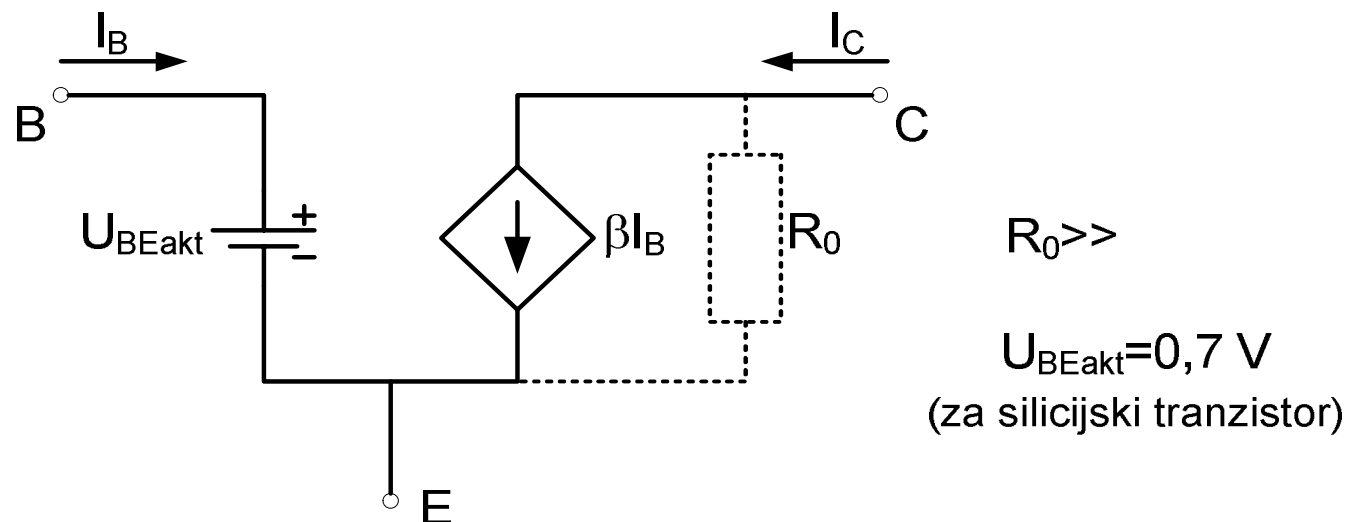 I_B
I_C
B
C
U_BEakt
+
−
βI_B
R_0
R_0>>
U_BEakt=0,7 V
(za silicijski tranzistor)
E